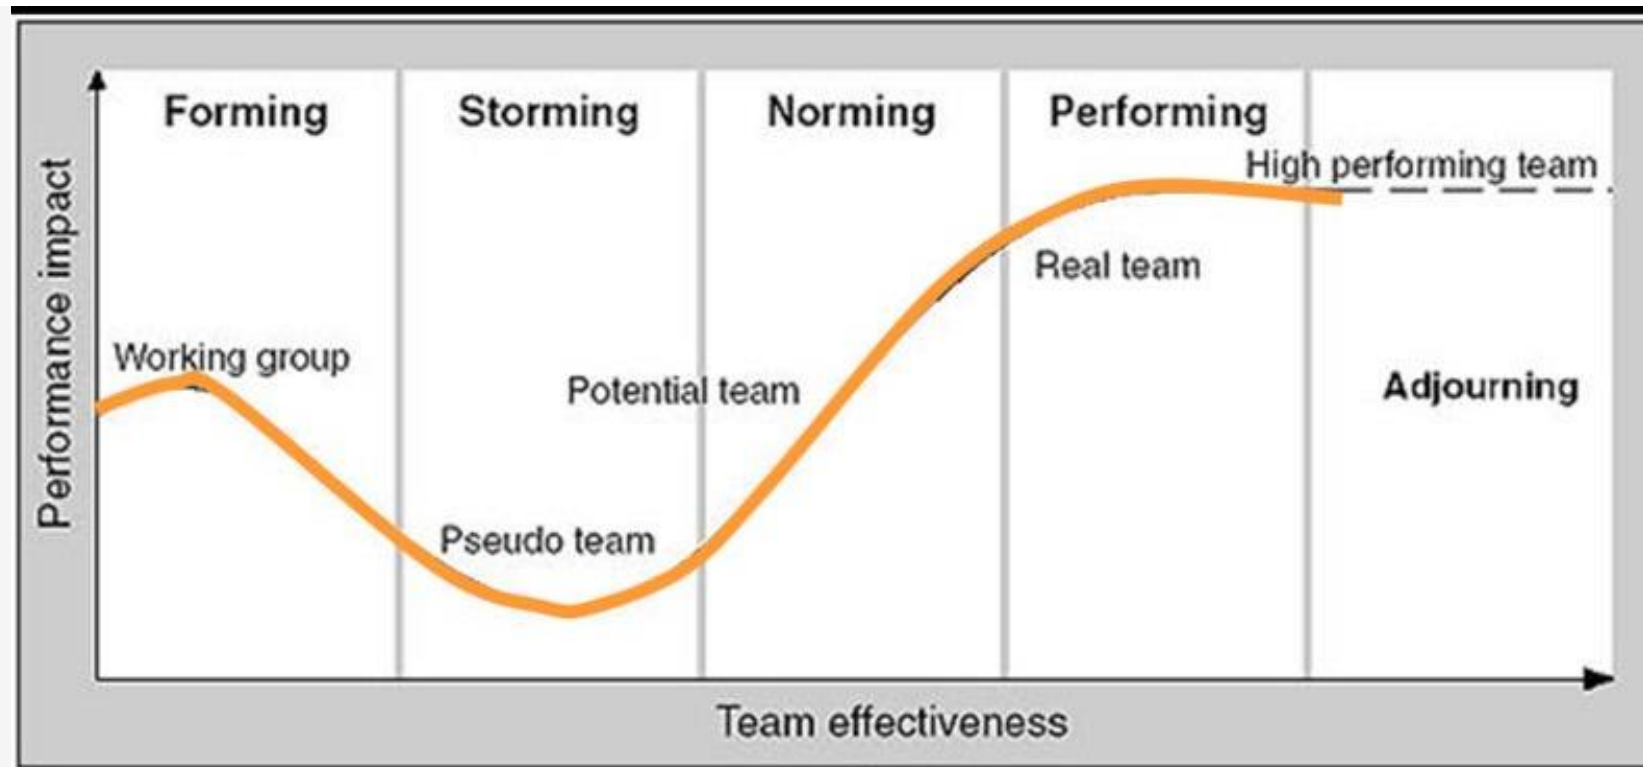 Forming
Storming
Norming
Performing
High performing team
Real team
Working group
Potential team
Adjourning
Pseudo team
Performance impact
Team effectiveness